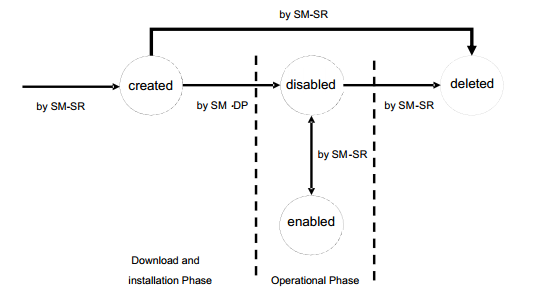 by SM-SR
created
disabled
deleted
by SM-SR
by SM -DP
by SM-SR
by SM-SR
enabled
Download and
installation Phase
Operational Phase